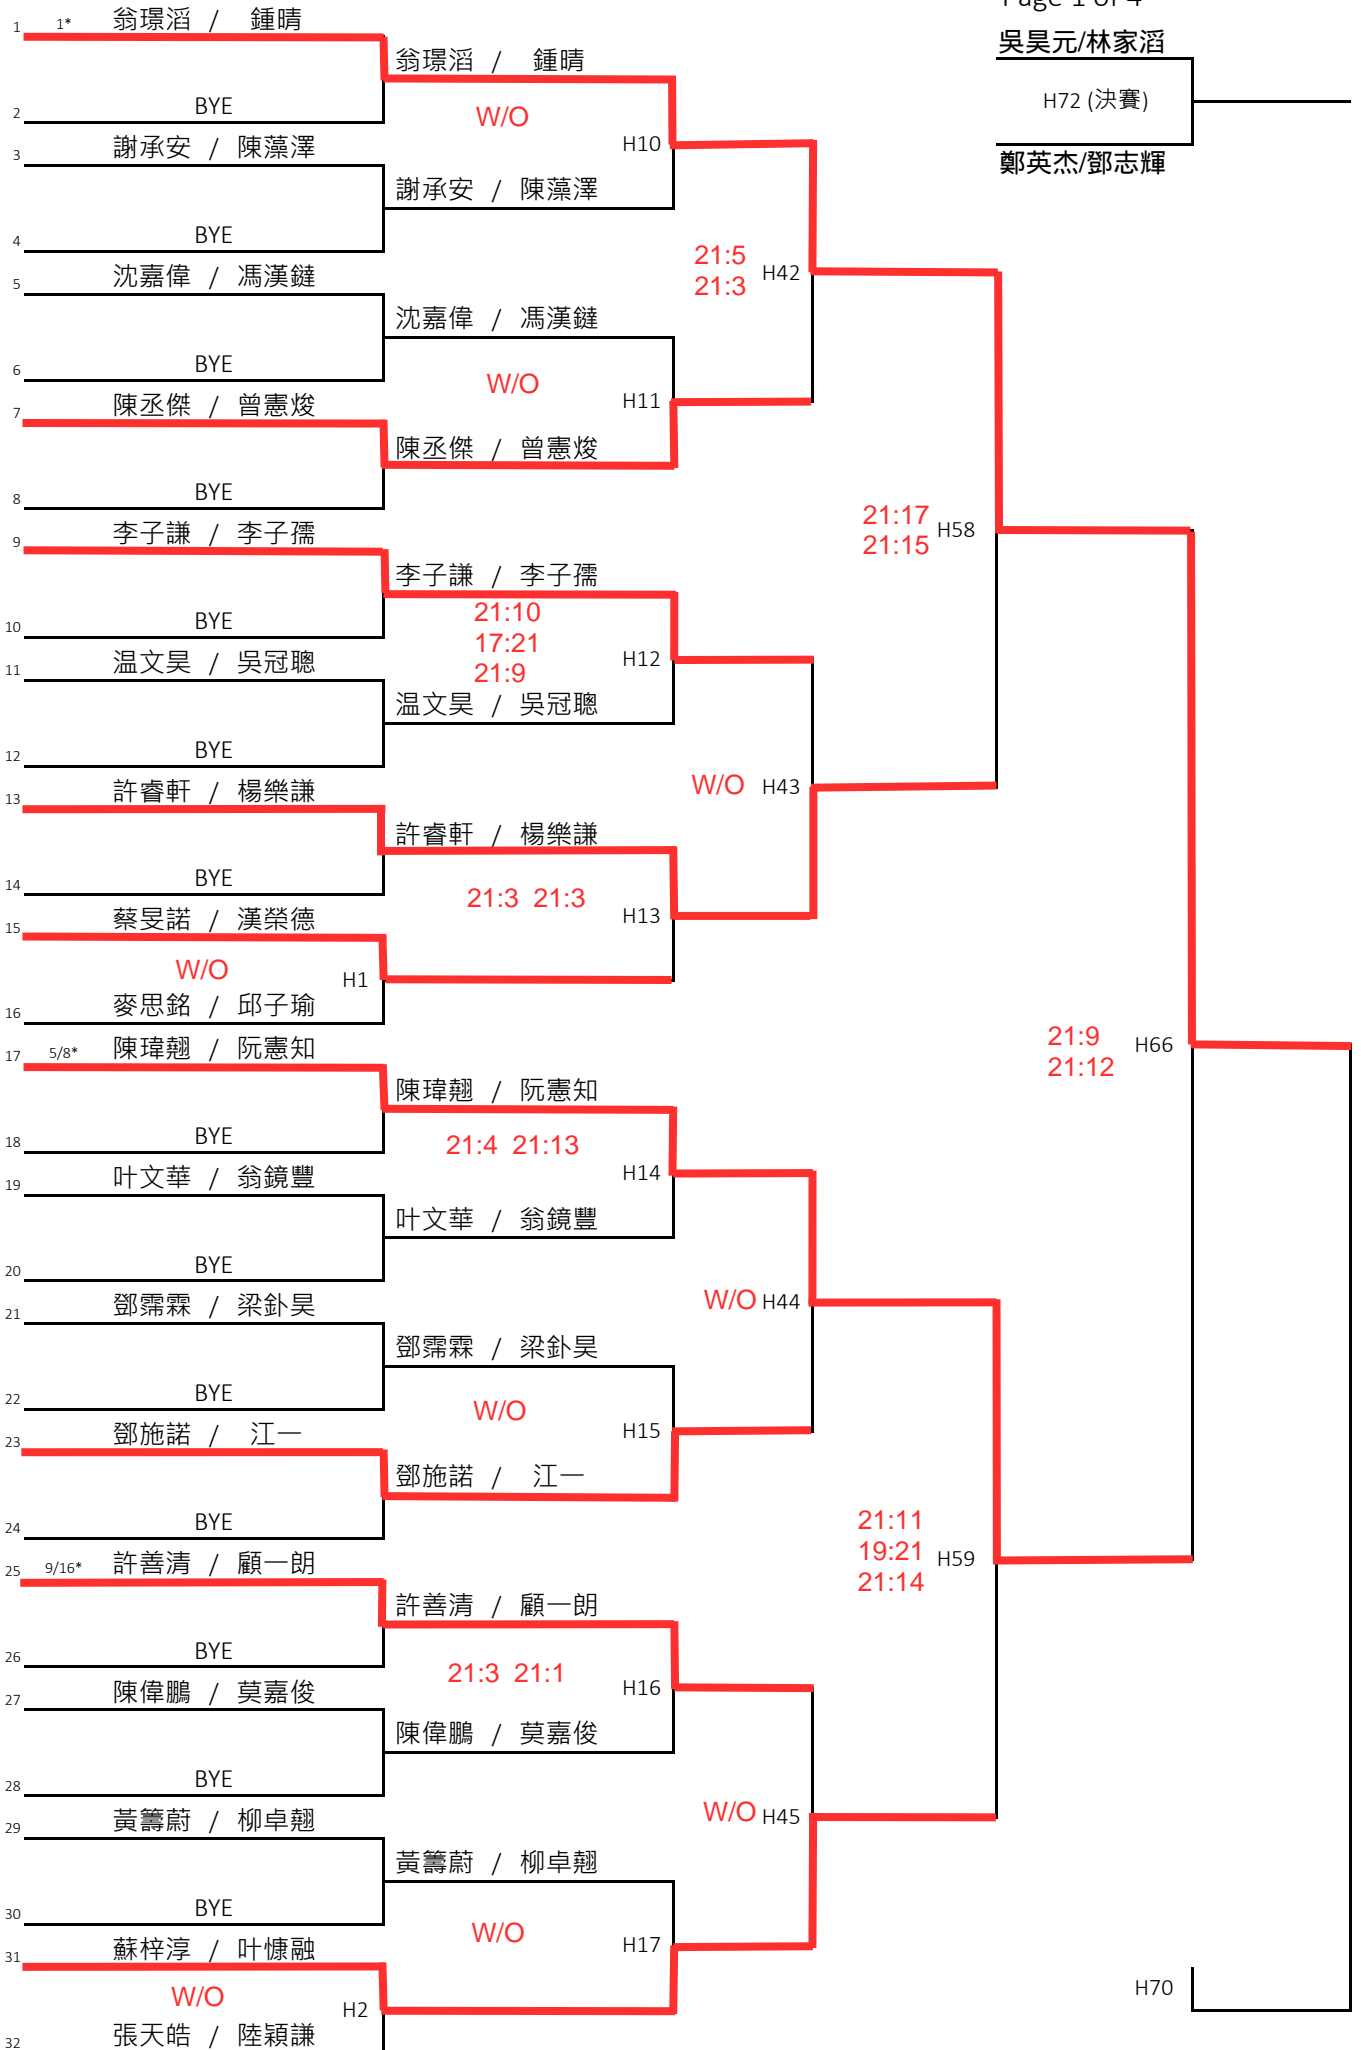 Page 1 of 4
吳昊元/林家滔
H72 (決賽)
鄭英杰/鄧志輝
1 1* 翁璟滔 / 鍾晴
翁璟滔 / 鍾晴
2 BYE
W/O
3 謝承安 / 陳藻澤
H10
謝承安 / 陳藻澤
4 BYE
21:5
21:3
H42
5 沈嘉偉 / 馮漢鏈
沈嘉偉 / 馮漢鏈
6 BYE
W/O
7 陳丞傑 / 曾憲焌
H11
陳丞傑 / 曾憲焌
8 BYE
21:17
21:15
H58
9 李子謙 / 李子孺
李子謙 / 李子孺
10 BYE
21:10
17:21
21:9
H12
11 温文昊 / 吳冠聰
温文昊 / 吳冠聰
12 BYE
W/O H43
13 許睿軒 / 楊樂謙
許睿軒 / 楊樂謙
14 BYE
21:3 21:3
H13
15 蔡旻諾 / 漢榮德
W/O H1
16 麥思銘 / 邱子瑜
21:9
21:12
H66
17 5/8* 陳瑋翹 / 阮憲知
陳瑋翹 / 阮憲知
18 BYE
21:4 21:13
H14
19 叶文華 / 翁鏡豐
叶文華 / 翁鏡豐
20 BYE
W/O H44
21 鄧霈霖 / 梁釙昊
鄧霈霖 / 梁釙昊
22 BYE
W/O
23 鄧施諾 / 江一
H15
鄧施諾 / 江一
24 BYE
21:11
19:21
21:14
H59
25 9/16* 許善清 / 顧一朗
許善清 / 顧一朗
26 BYE
21:3 21:1
H16
27 陳偉鵬 / 莫嘉俊
陳偉鵬 / 莫嘉俊
28 BYE
W/O H45
29 黃籌蔚 / 柳卓翹
黃籌蔚 / 柳卓翹
30 BYE
W/O
H17
31 蘇梓淳 / 叶慷融
H70
W/O H2
32 張天皓 / 陸穎謙